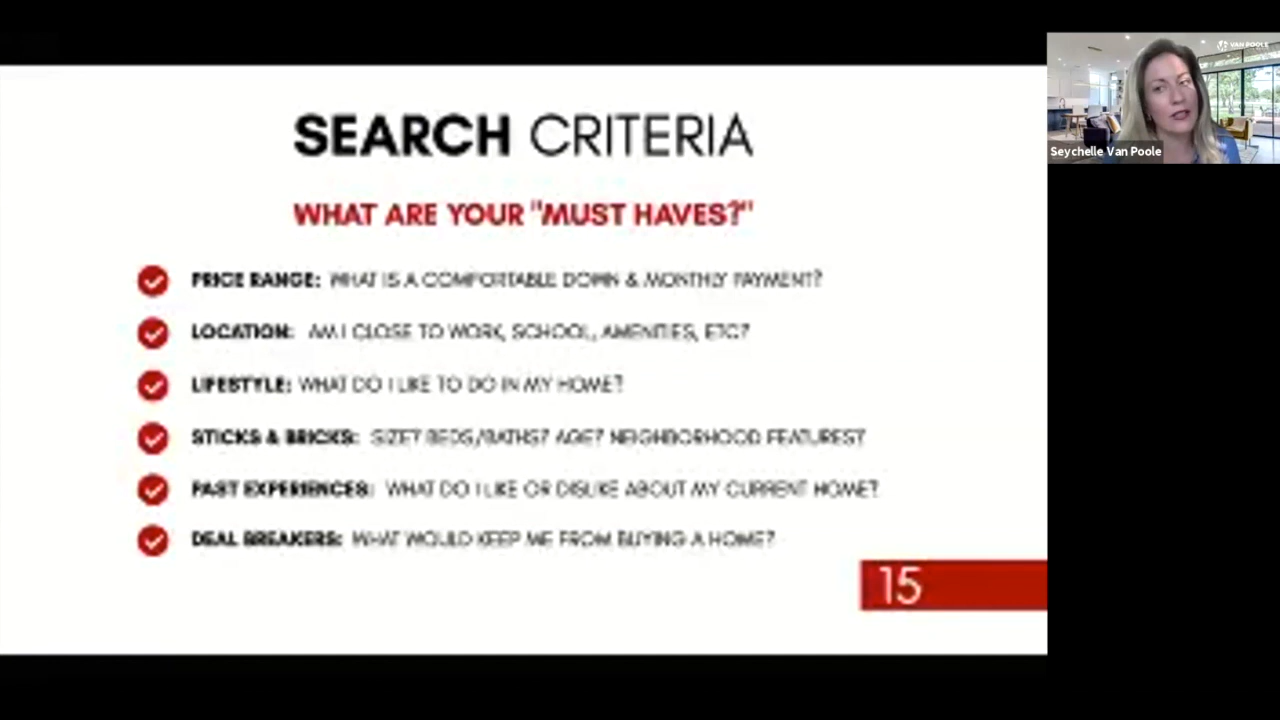 SEARCH CRITERIA
WHAT ARE YOUR "MUST HAVES?"
PRICE RANGE: WHAT IS A COMFORTABLE DOWN & MONTHLY PAYMENT?
LOCATION: AM I CLOSE TO WORK, SCHOOL, AMENITIES, ETC?
LIFESTYLE: WHAT DO I LIKE TO DO IN MY HOME?
STICKS & BRICKS: SIZE? BEDS/BATHS? AGE? NEIGHBORHOOD FEATURES?
PAST EXPERIENCES: WHAT DO I LIKE OR DISLIKE ABOUT MY CURRENT HOME?
DEAL BREAKERS: WHAT WOULD KEEP ME FROM BUYING A HOME?
15
VAN POOLE
Seychelle Van Poole